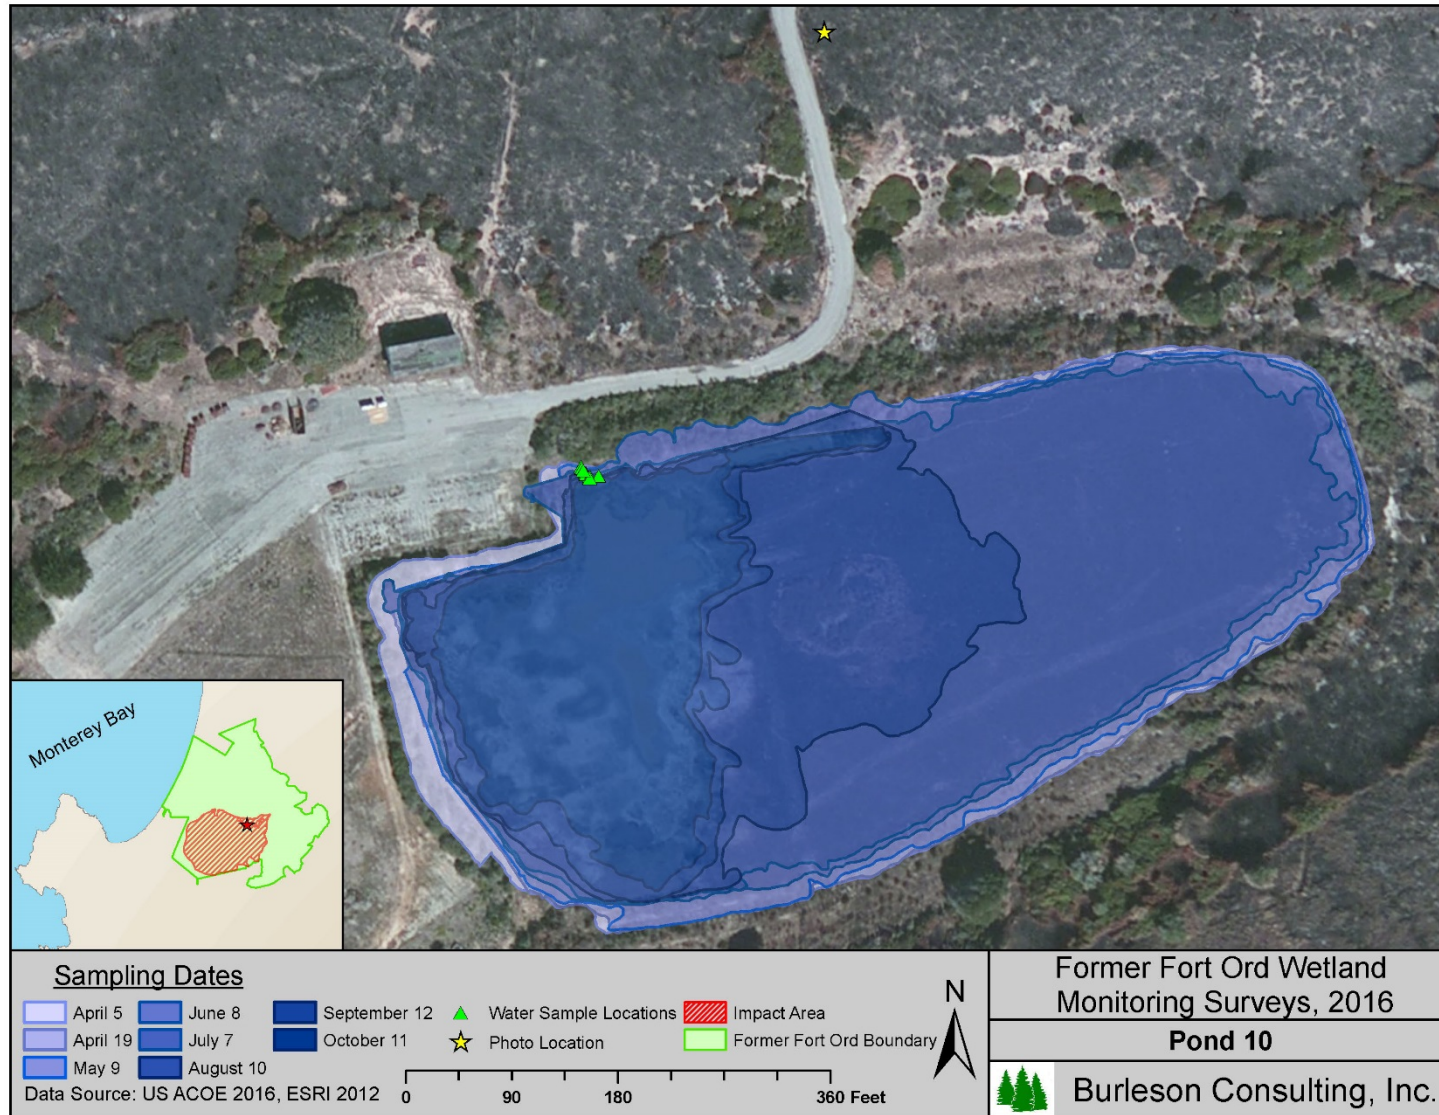 Monterey Bay
Sampling Dates
April 5
April 19
May 9
June 8
July 7
August 10
September 12
October 11
Water Sample Locations
Photo Location
Impact Area
Former Fort Ord Boundary
Data Source: US ACOE 2016, ESRI 2012
0 90 180 360 Feet
N
Former Fort Ord Wetland
Monitoring Surveys, 2016
Pond 10
Burleson Consulting, Inc.